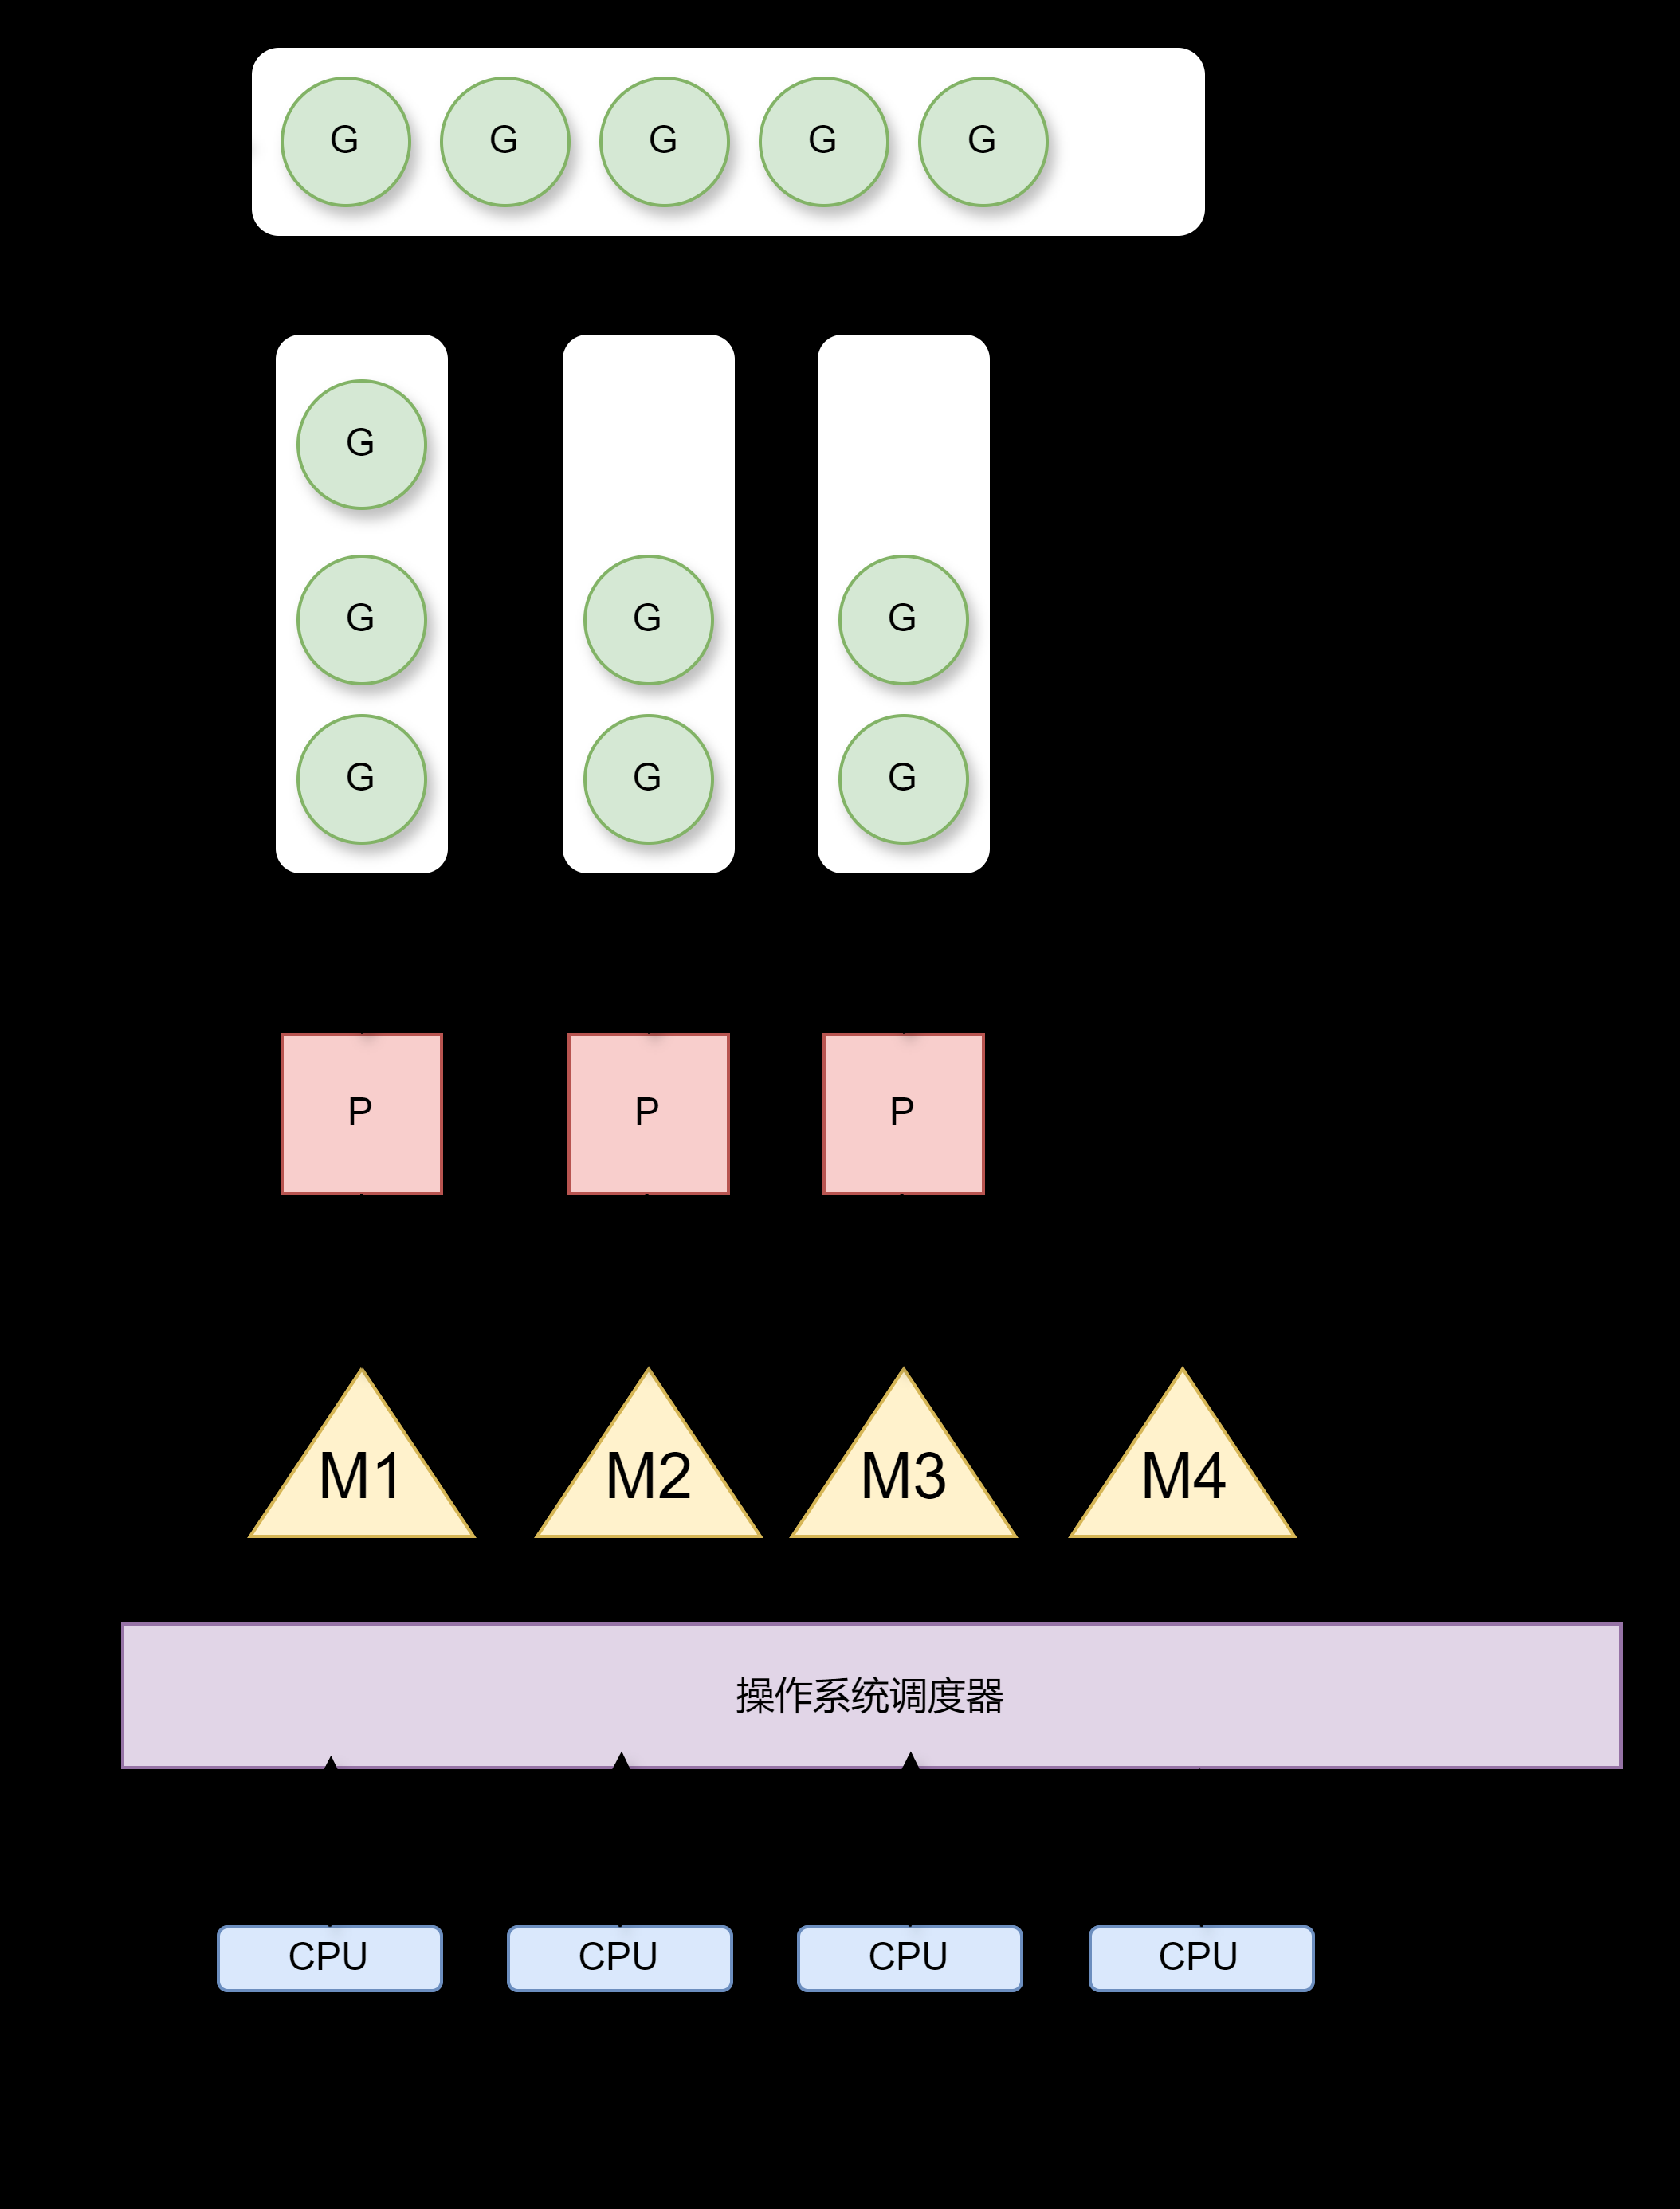 G G G G G
G
G G G
G G G
P P P
M1 M2 M3 M4
操作系统调度器
CPU CPU CPU CPU